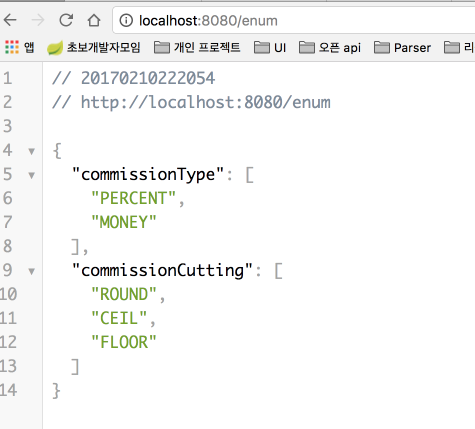 localhost:8080/enum
앱 초보개발자모임 개인 프로젝트 UI 오픈 api Parser
1 // 20170210222054
2 // http://localhost:8080/enum
3
4 {
5 "commissionType": [
6 "PERCENT",
7 "MONEY"
8 ],
9 "commissionCutting": [
10 "ROUND",
11 "CEIL",
12 "FLOOR"
13 ]
14 }